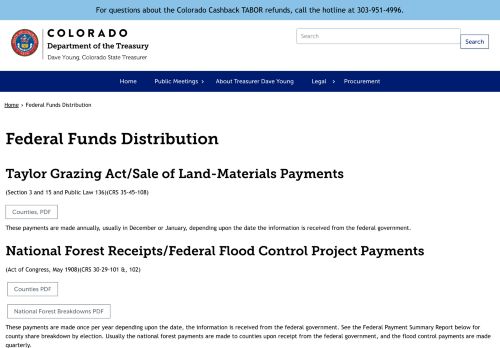 For questions about the Colorado Cashback TABOR refunds, call the hotline at 303-951-4996.
COLORADO
Department of the Treasury
Dave Young, Colorado State Treasurer
Search
Search
Home
Public Meetings ›
About Treasurer Dave Young
Legal ›
Procurement
Home › Federal Funds Distribution
Federal Funds Distribution
Taylor Grazing Act/Sale of Land-Materials Payments
(Section 3 and 15 and Public Law 136)(CRS 35-45-108)
Counties, PDF
These payments are made annually, usually in December or January, depending upon the date the information is received from the federal government.
National Forest Receipts/Federal Flood Control Project Payments
(Act of Congress, May 1908)(CRS 30-29-101 &, 102)
Counties PDF
National Forest Breakdowns PDF
These payments are made once per year depending upon the date, the information is received from the federal government. See the Federal Payment Summary Report below for
county share breakdown by election. Usually the national forest payments are made to counties upon receipt from the federal government, and the flood control payments are made
quarterly.